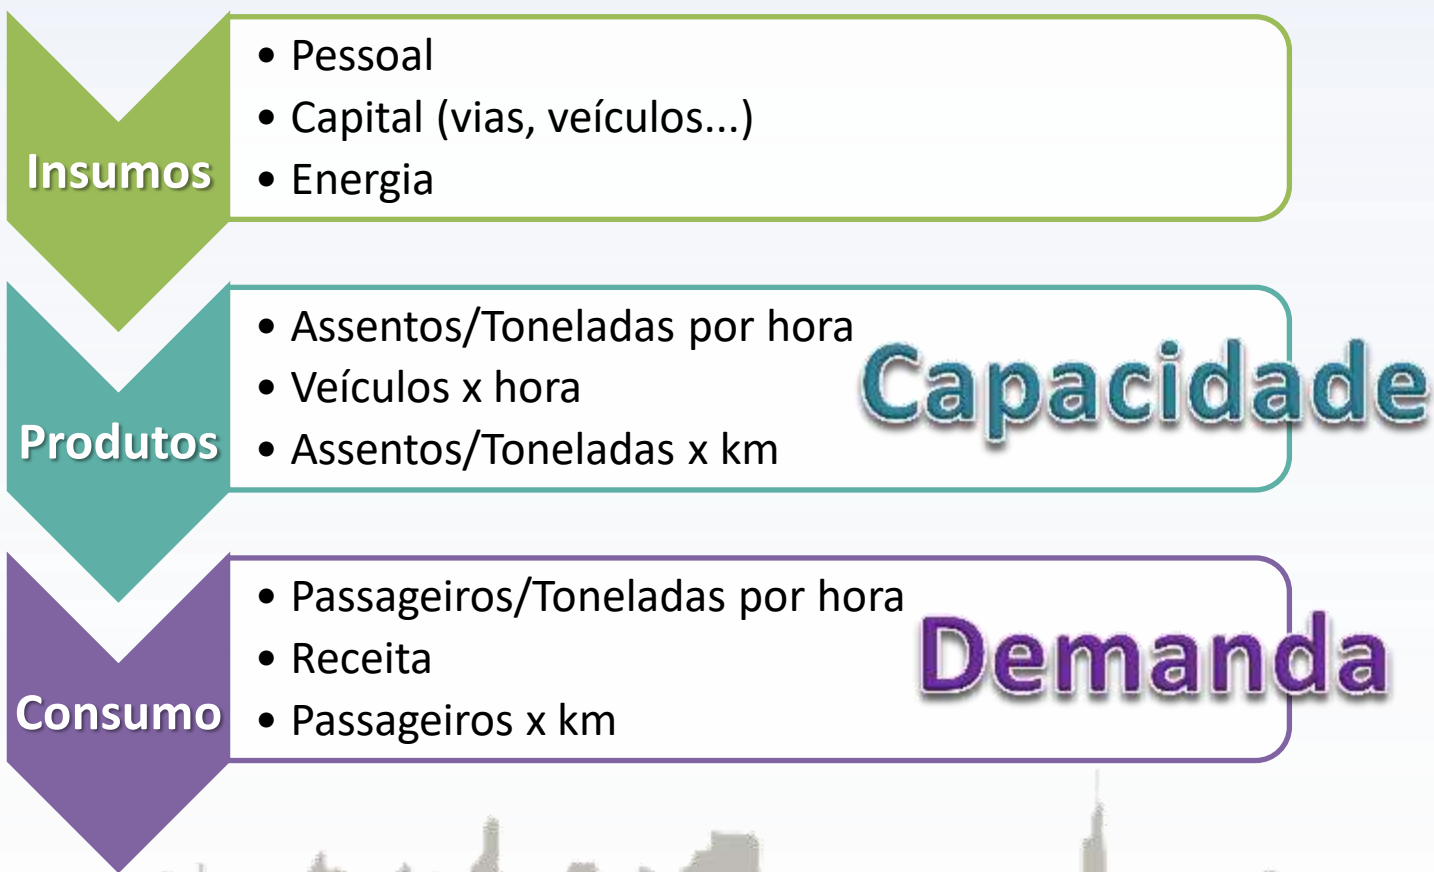 Insumos
• Pessoal
• Capital (vias, veículos...)
• Energia
Produtos
• Assentos/Toneladas por hora
• Veículos x hora
• Assentos/Toneladas x km
Capacidade
Consumo
• Passageiros/Toneladas por hora
• Receita
• Passageiros x km
Demanda